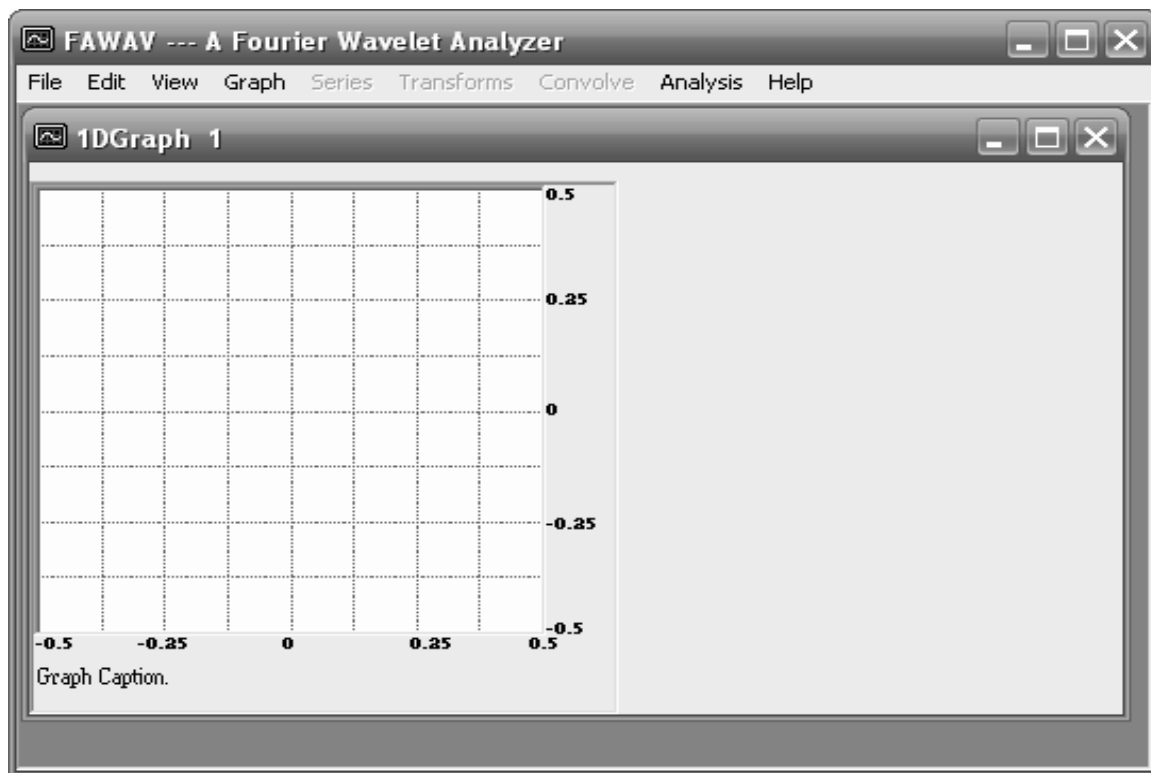 FAWAV --- A Fourier Wavelet Analyzer
File Edit View Graph Series Transforms Convolve Analysis Help
1DGraph 1
0.5
0.25
0
-0.25
-0.5
-0.5 -0.25 0 0.25 0.5
Graph Caption.